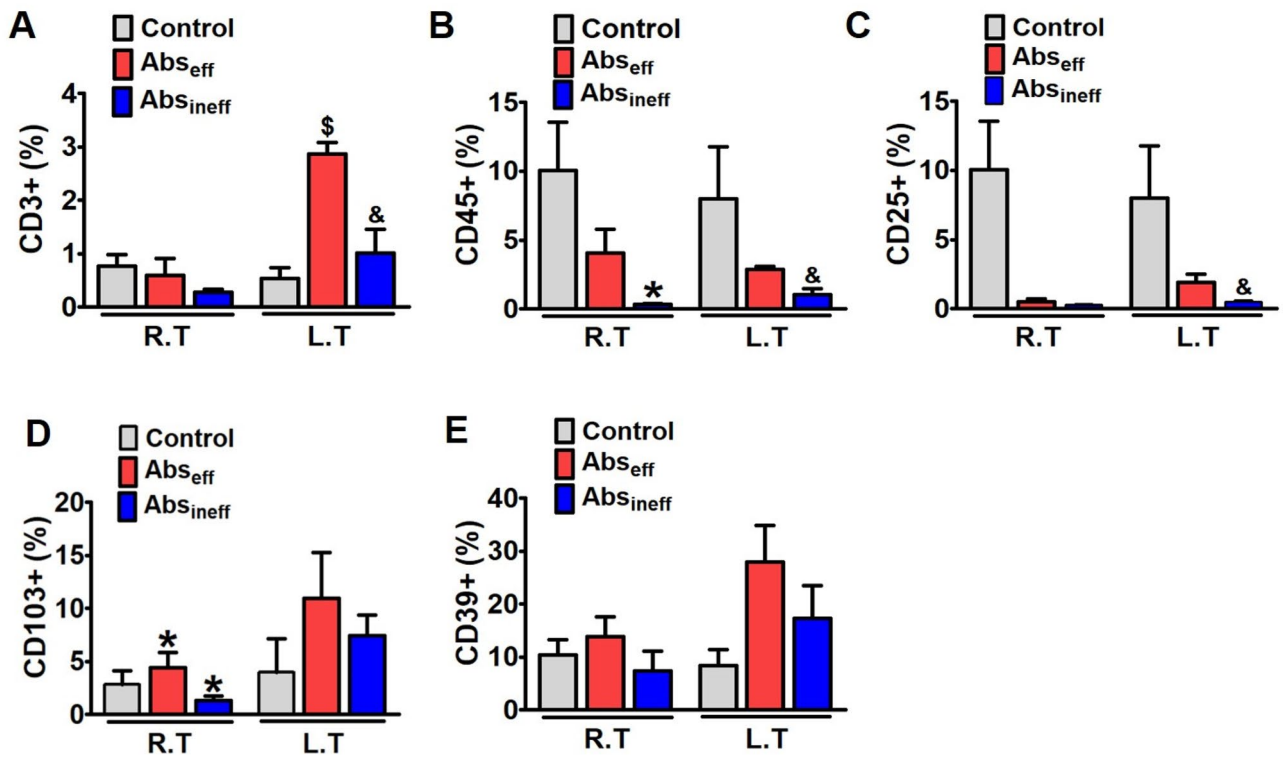 A
Control
Abseff
Absineff
CD3+ (%)
4
3
2
1
0
$
&
R.T
L.T
B
Control
Abseff
Absineff
CD45+ (%)
15
10
5
0
*
&
R.T
L.T
C
Control
Abseff
Absineff
CD25+ (%)
15
10
5
0
&
R.T
L.T
D
Control
Abseff
Absineff
CD103+ (%)
20
15
10
5
0
*
*
R.T
L.T
E
Control
Abseff
Absineff
CD39+ (%)
40
30
20
10
0
R.T
L.T